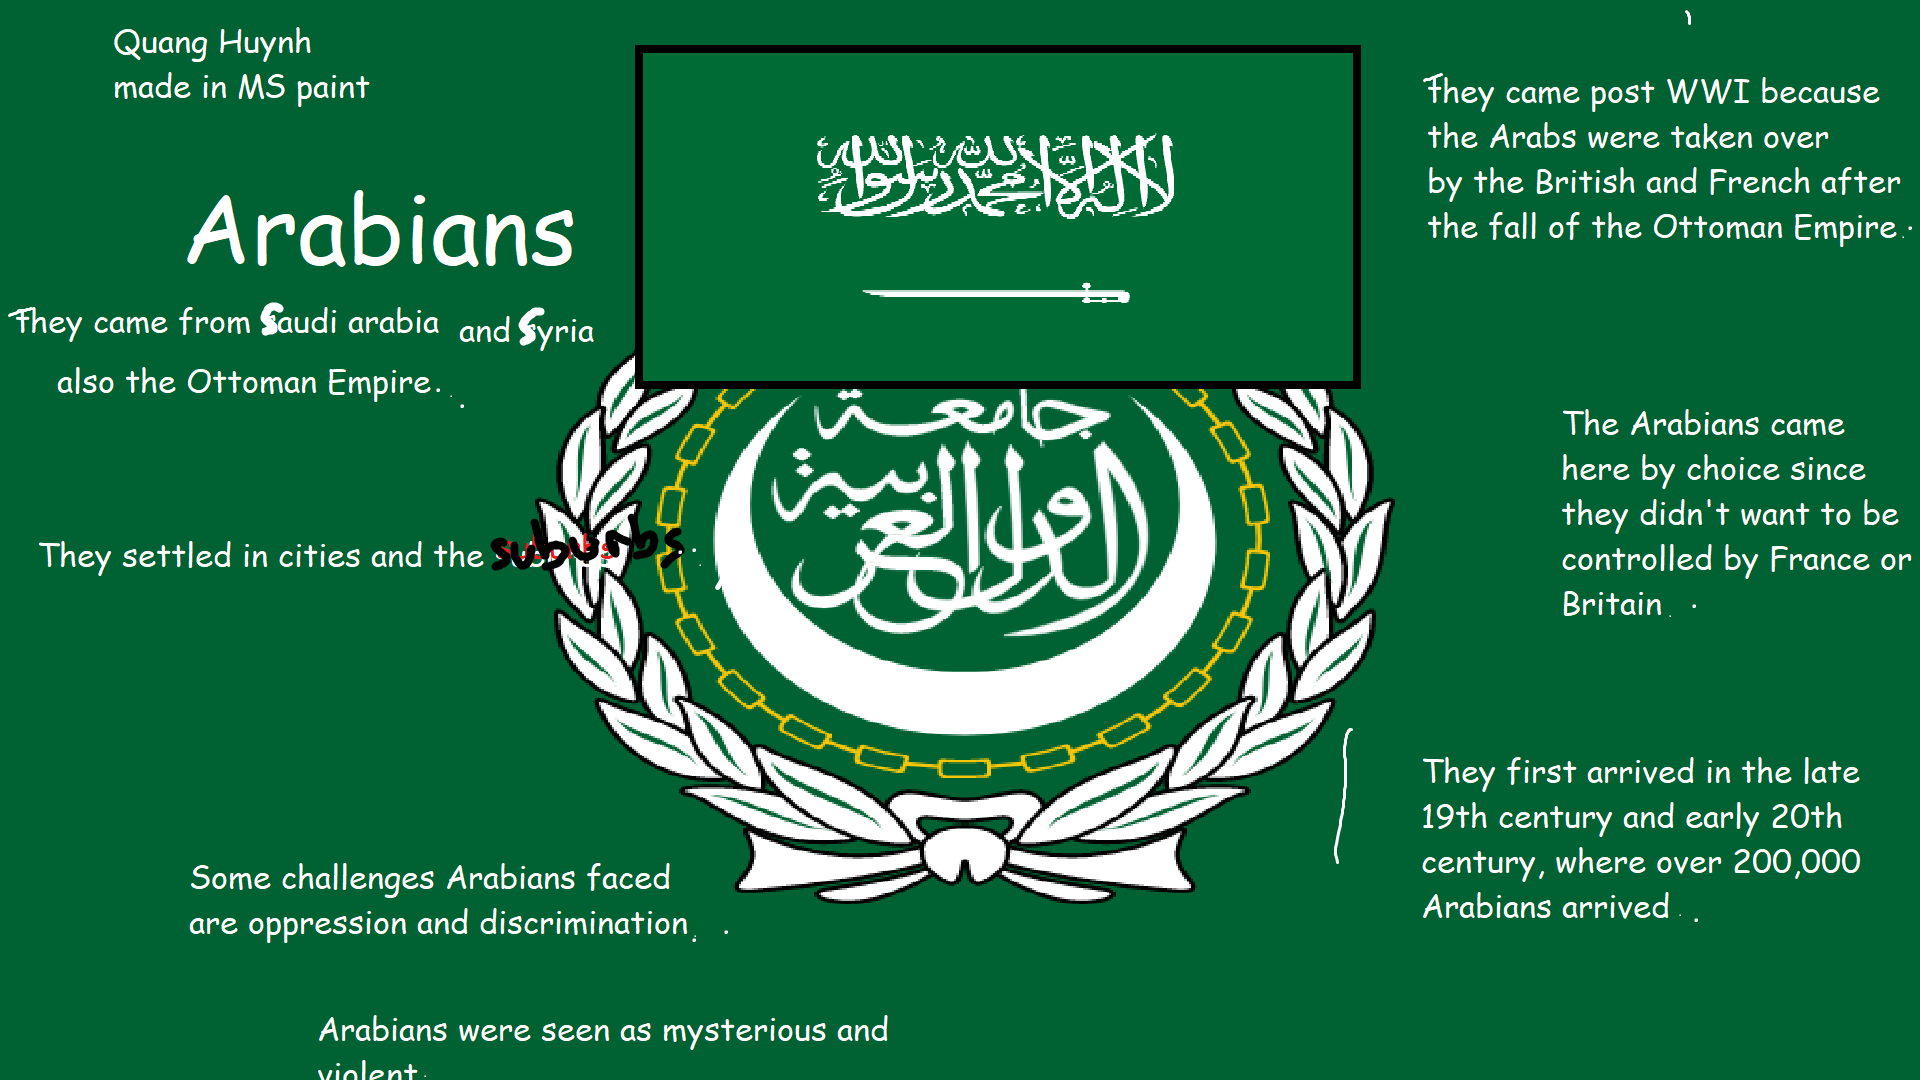 Quang Huynh
made in MS paint
Arabians
They came from Saudi arabia and Syria
also the Ottoman Empire.
They settled in cities and the suburbs
Some challenges Arabians faced
are oppression and discrimination.
Arabians were seen as mysterious and
violent.
لا إله إلا الله محمد رسول الله
جامعة
الدول العربية
They came post WWI because
the Arabs were taken over
by the British and French after
the fall of the Ottoman Empire.
The Arabians came
here by choice since
they didn't want to be
controlled by France or
Britain.
They first arrived in the late
19th century and early 20th
century, where over 200,000
Arabians arrived.